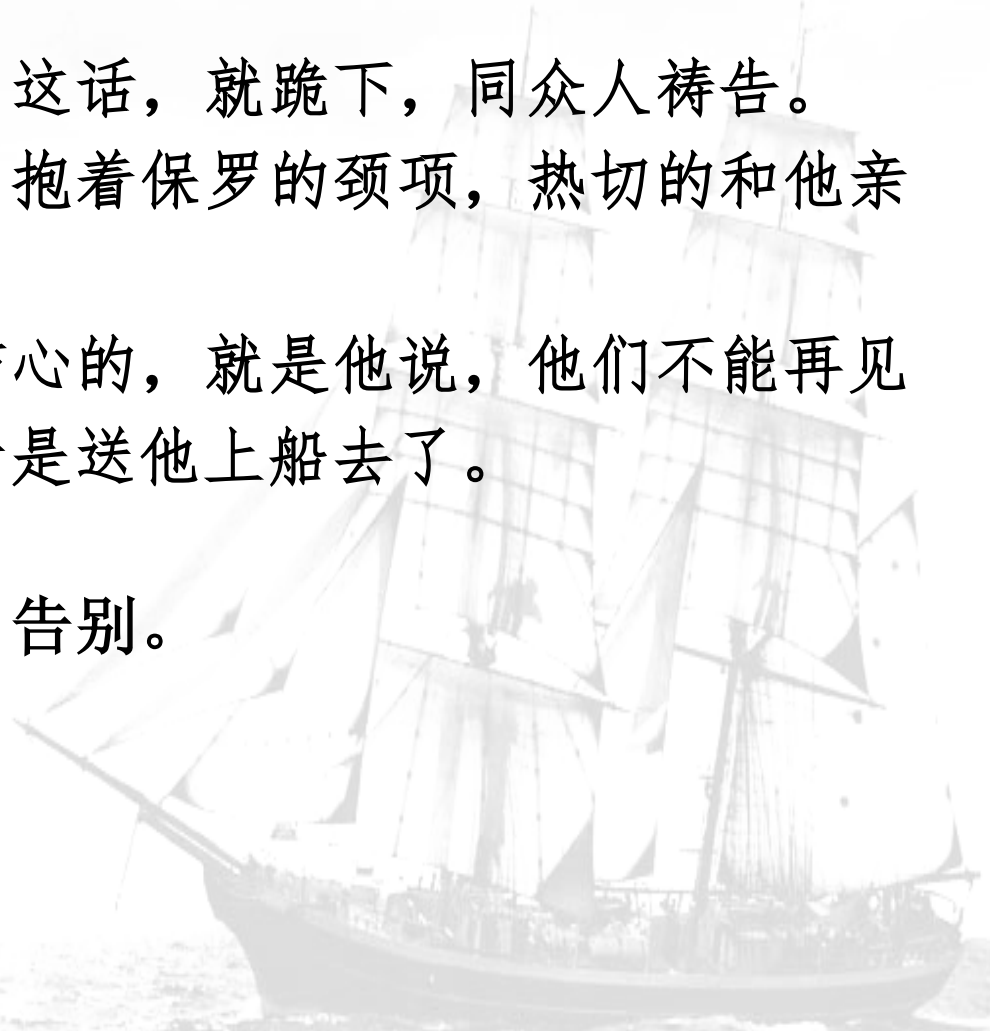 这话，就跪下，同众人祷告。
抱着保罗的颈项，热切的和他亲
心的，就是他说，他们不能再见
是送他上船去了。
告别。